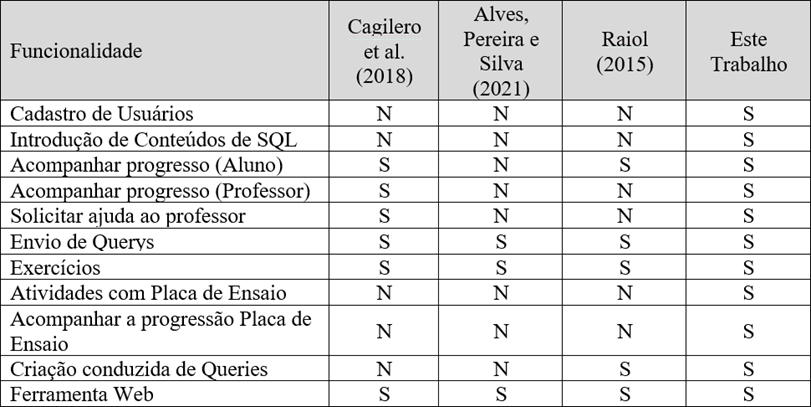 Funcionalidade Cagilero et al. (2018) Alves, Pereira e Silva (2021) Raiol (2015) Este Trabalho
Cadastro de Usuários N N N S
Introdução de Conteúdos de SQL N N N S
Acompanhar progresso (Aluno) S N S S
Acompanhar progresso (Professor) S N N S
Solicitar ajuda ao professor S N N S
Envio de Querys S S S S
Exercícios S S S S
Atividades com Placa de Ensaio N N N S
Acompanhar a progressão Placa de Ensaio N N N S
Criação conduzida de Queries N N S S
Ferramenta Web S S S S